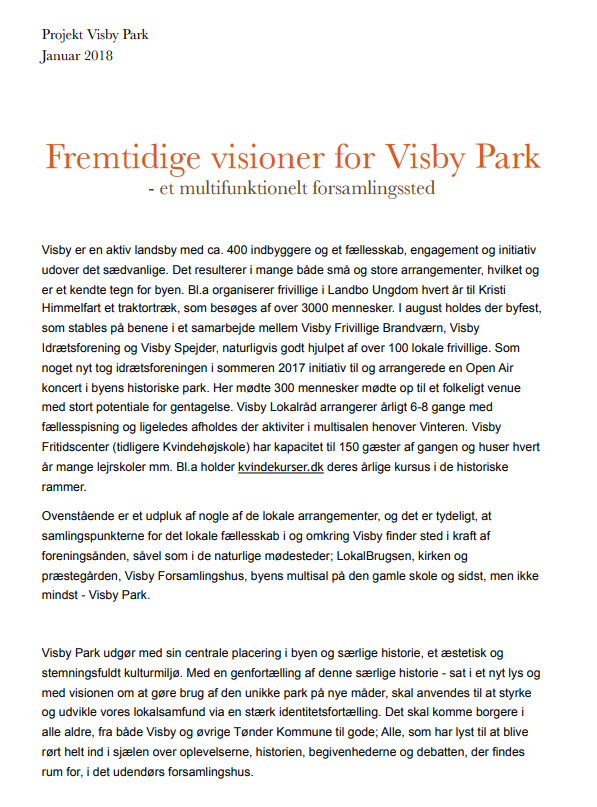 Projekt Visby Park
Januar 2018
Fremtidige visioner for Visby Park
- et multifunktionelt forsamlingssted
Visby er en aktiv landsby med ca. 400 indbyggere og et fællesskab, engagement og initiativ
udover det sædvanlige. Det resulterer i mange både små og store arrangementer, hvilket og
er et kendte tegn for byen. Bl.a organiserer frivillige i Landbo Ungdom hvert år til Kristi
Himmelfart et traktortræk, som besøges af over 3000 mennesker. I august holdes der byfest,
som stables på benene i et samarbejde mellem Visby Frivillige Brandværn, Visby
Idrætsforening og Visby Spejder, naturligvis godt hjulpet af over 100 lokale frivillige. Som
noget nyt tog idrætsforeningen i sommeren 2017 initiativ til og arrangerede en Open Air
koncert i byens historiske park. Her mødte 300 mennesker mødte op til et folkeligt venue
med stort potentiale for gentagelse. Visby Lokalråd arrangerer årligt 6-8 gange med
fællesspisning og ligeledes afholdes der aktiviter i multisalen henover Vinteren. Visby
Fritidscenter (tidligere Kvindehøjskole) har kapacitet til 150 gæster af gangen og huser hvert
år mange lejrskoler mm. Bl.a holder kvindekurser.dk deres årlige kursus i de historiske
rammer.
Ovenstående er et udpluk af nogle af de lokale arrangementer, og det er tydeligt, at
samlingspunkterne for det lokale fællesskab i og omkring Visby finder sted i kraft af
foreningsånden, såvel som i de naturlige mødesteder; LokalBrugsen, kirken og
præstegården, Visby Forsamlingshus, byens multisal på den gamle skole og sidst, men ikke
mindst - Visby Park.
Visby Park udgør med sin centrale placering i byen og særlige historie, et æstetisk og
stemningsfuldt kulturmiljø. Med en genfortælling af denne særlige historie - sat i et nyt lys og
med visionen om at gøre brug af den unikke park på nye måder, skal anvendes til at styrke
og udvikle vores lokalsamfund via en stærk identitetsfortælling. Det skal komme borgere i
alle aldre, fra både Visby og øvrige Tønder Kommune til gode; Alle, som har lyst til at blive
rørt helt ind i sjælen over oplevelserne, historien, begivenhederne og debatten, der findes
rum for, i det udendørs forsamlingshus.